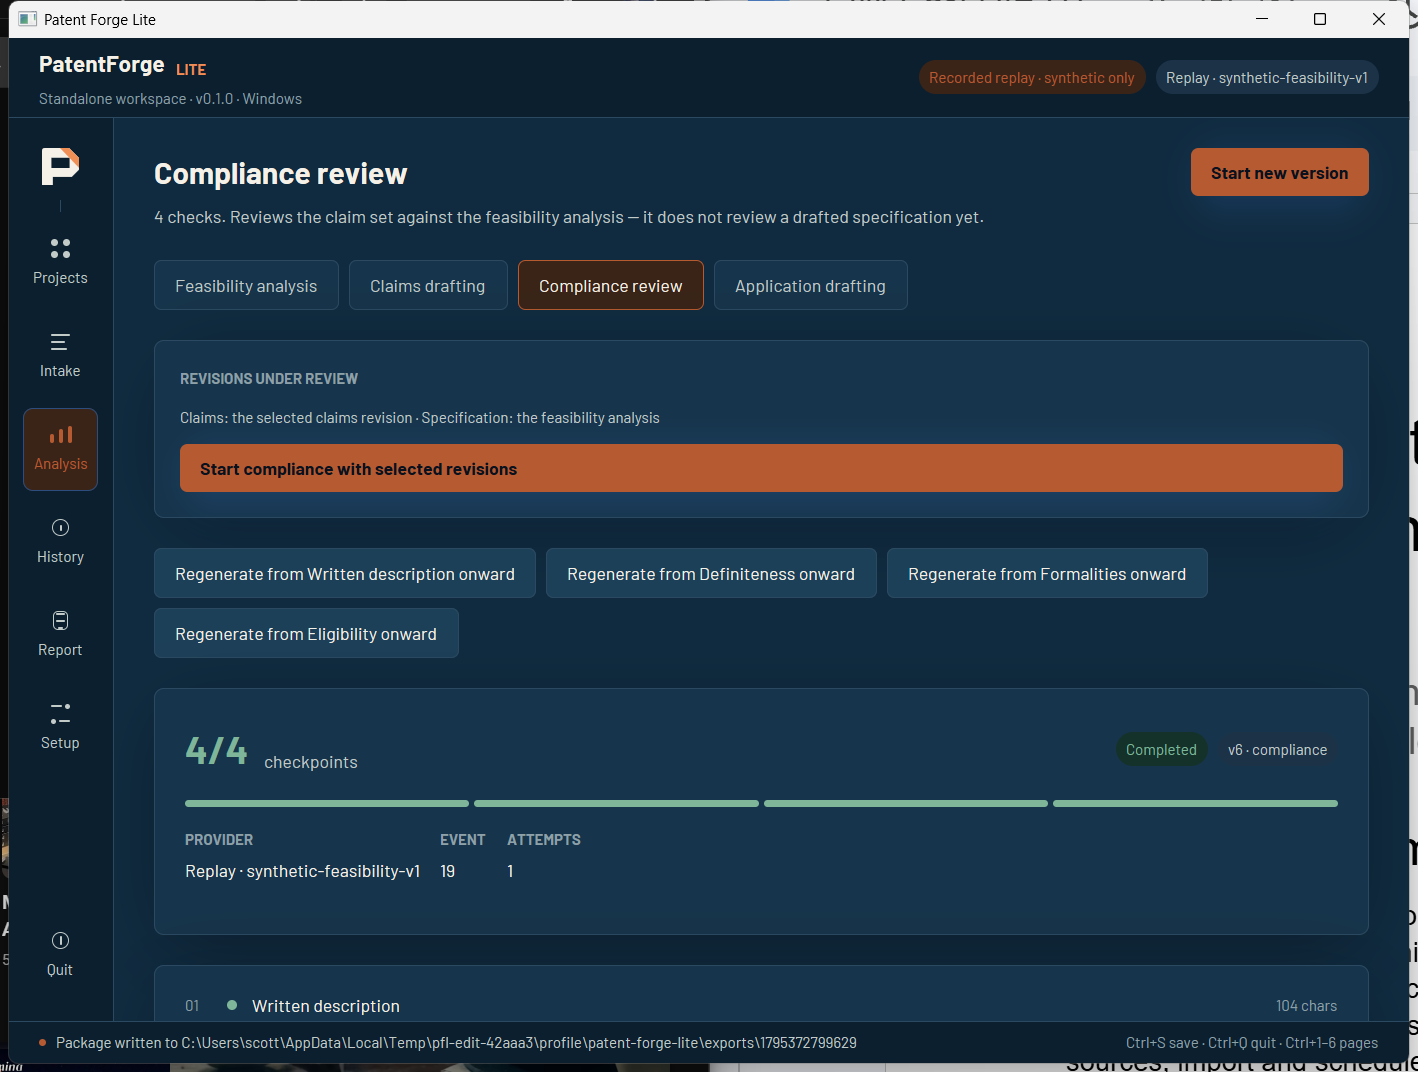 Patent Forge Lite
PatentForge LITE
Standalone workspace · v0.1.0 · Windows
Recorded replay · synthetic only
Replay · synthetic-feasibility-v1
Projects
Intake
Analysis
History
Report
Setup
Quit
Compliance review
Start new version
4 checks. Reviews the claim set against the feasibility analysis — it does not review a drafted specification yet.
Feasibility analysis
Claims drafting
Compliance review
Application drafting
REVISIONS UNDER REVIEW
Claims: the selected claims revision · Specification: the feasibility analysis
Start compliance with selected revisions
Regenerate from Written description onward
Regenerate from Definiteness onward
Regenerate from Formalities onward
Regenerate from Eligibility onward
4/4 checkpoints
Completed
v6 · compliance
PROVIDER EVENT ATTEMPTS
Replay · synthetic-feasibility-v1 19 1
01 Written description 104 chars
Package written to C:\Users\scott\AppData\Local\Temp\pfl-edit-42aaa3\profile\patent-forge-lite\exports\1795372799629
Ctrl+S save · Ctrl+Q quit · Ctrl+1–6 pages
sources, import and schedule